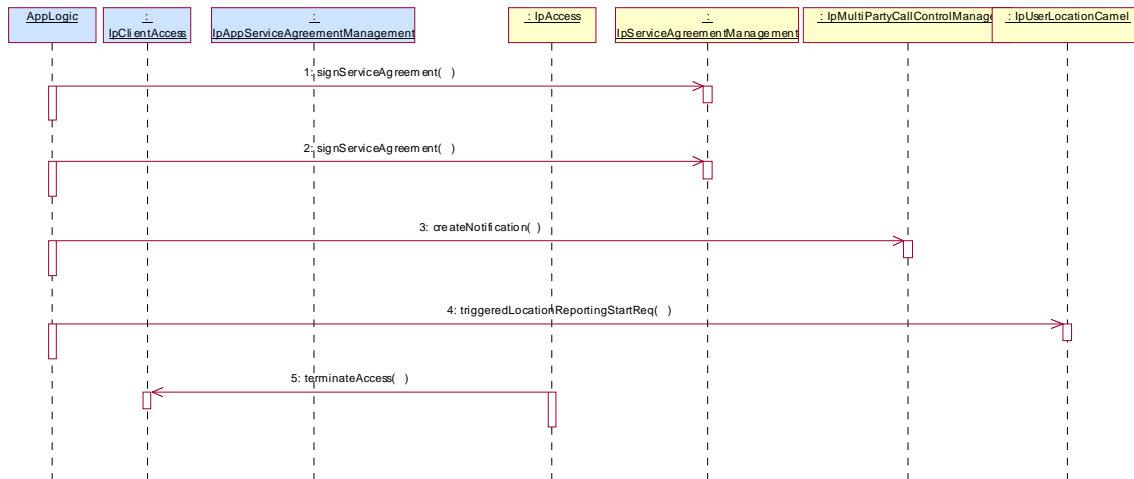 AppLogic
:
IpClientAccess
:
IpAppServiceAgreementManagement
: IpAccess
:
IpServiceAgreementManagement
: IpMultiPartyCallControlManage
: IpUserLocationCamel
1: signServiceAgreement( )
2: signServiceAgreement( )
3: createNotification( )
4: triggeredLocationReportingStartReq( )
5: terminateAccess( )